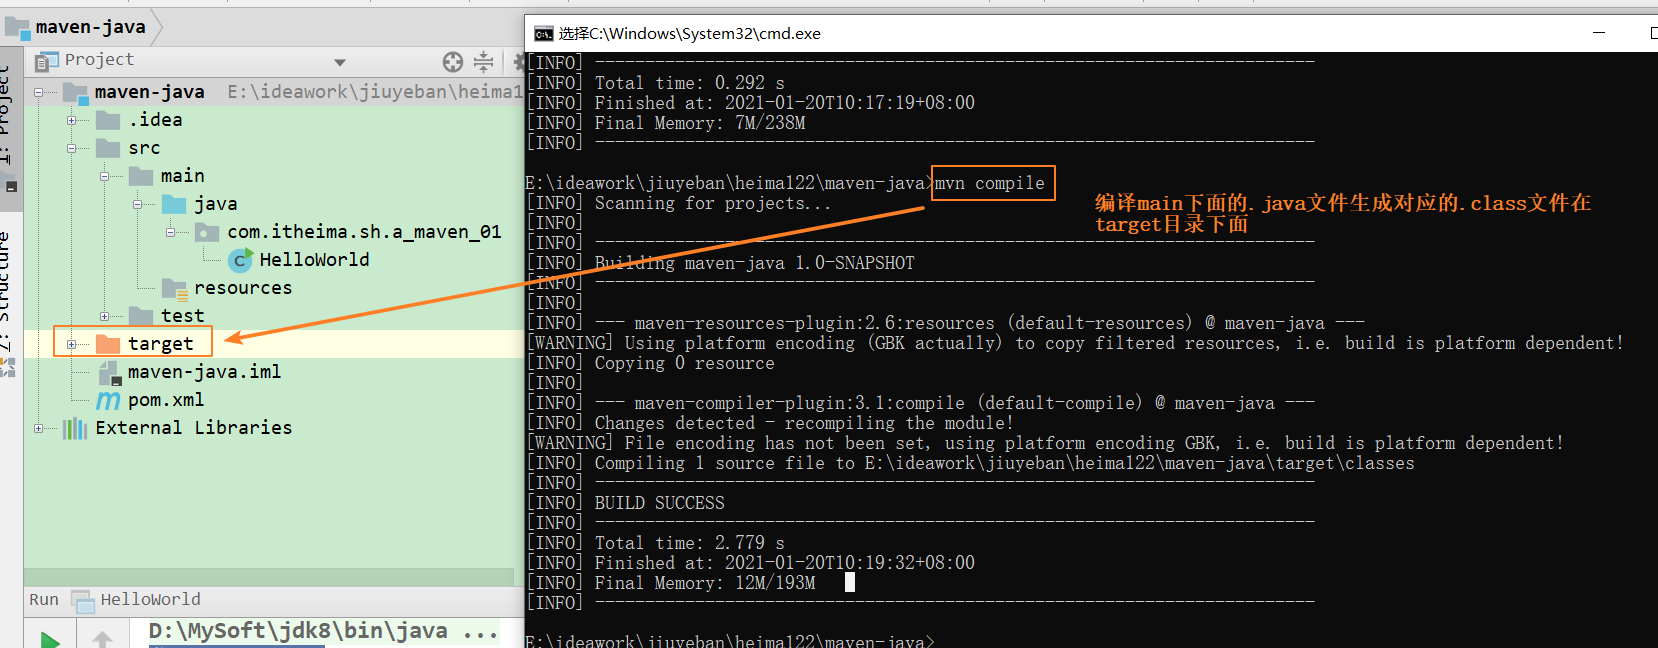 maven-java
Project
maven-java E:\ideawork\jiuyeban\heima1
.idea
src
main
java
com.itheima.sh.a_maven_01
HelloWorld
resources
test
target
maven-java.iml
pom.xml
External Libraries
1: Project
7: Structure
Run HelloWorld
D:\MySoft\jdk8\bin\java ...
选择C:\Windows\System32\cmd.exe
[INFO] ------------------------------------------------------------------------
[INFO] Total time: 0.292 s
[INFO] Finished at: 2021-01-20T10:17:19+08:00
[INFO] Final Memory: 7M/238M
[INFO] ------------------------------------------------------------------------
E:\ideawork\jiuyeban\heima122\maven-java>mvn compile
[INFO] Scanning for projects...
[INFO]
[INFO] ------------------------------------------------------------------------
[INFO] Building maven-java 1.0-SNAPSHOT
[INFO] ------------------------------------------------------------------------
[INFO]
[INFO] --- maven-resources-plugin:2.6:resources (default-resources) @ maven-java ---
[WARNING] Using platform encoding (GBK actually) to copy filtered resources, i.e. build is platform dependent!
[INFO] Copying 0 resource
[INFO]
[INFO] --- maven-compiler-plugin:3.1:compile (default-compile) @ maven-java ---
[INFO] Changes detected - recompiling the module!
[WARNING] File encoding has not been set, using platform encoding GBK, i.e. build is platform dependent!
[INFO] Compiling 1 source file to E:\ideawork\jiuyeban\heima122\maven-java\target\classes
[INFO] ------------------------------------------------------------------------
[INFO] BUILD SUCCESS
[INFO] ------------------------------------------------------------------------
[INFO] Total time: 2.779 s
[INFO] Finished at: 2021-01-20T10:19:32+08:00
[INFO] Final Memory: 12M/193M
[INFO] ------------------------------------------------------------------------
E:\ideawork\jiuyeban\heima122\maven-java>
编译main下面的.java文件生成对应的.class文件在
target目录下面